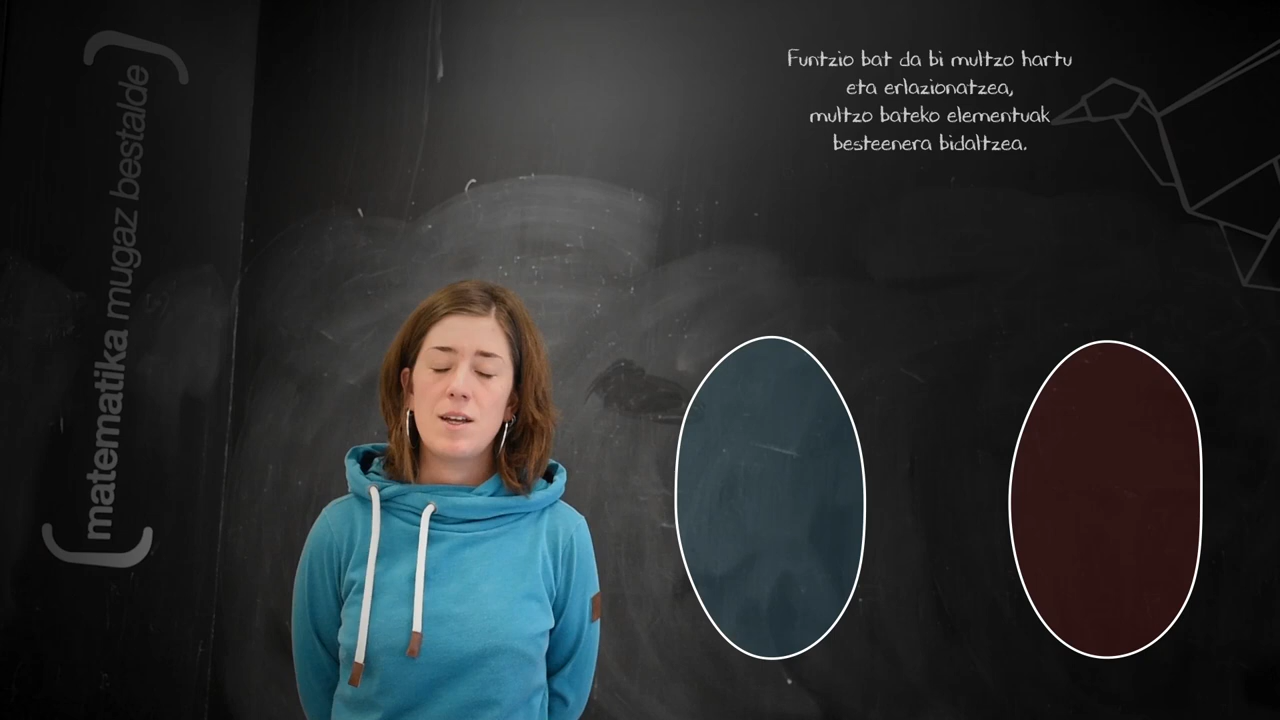 [matematika mugaz bestalde]
Funtzio bat da bi multzo hartu
eta erlazionatzea,
multzo bateko elementuak
besteenera bidaltzea.